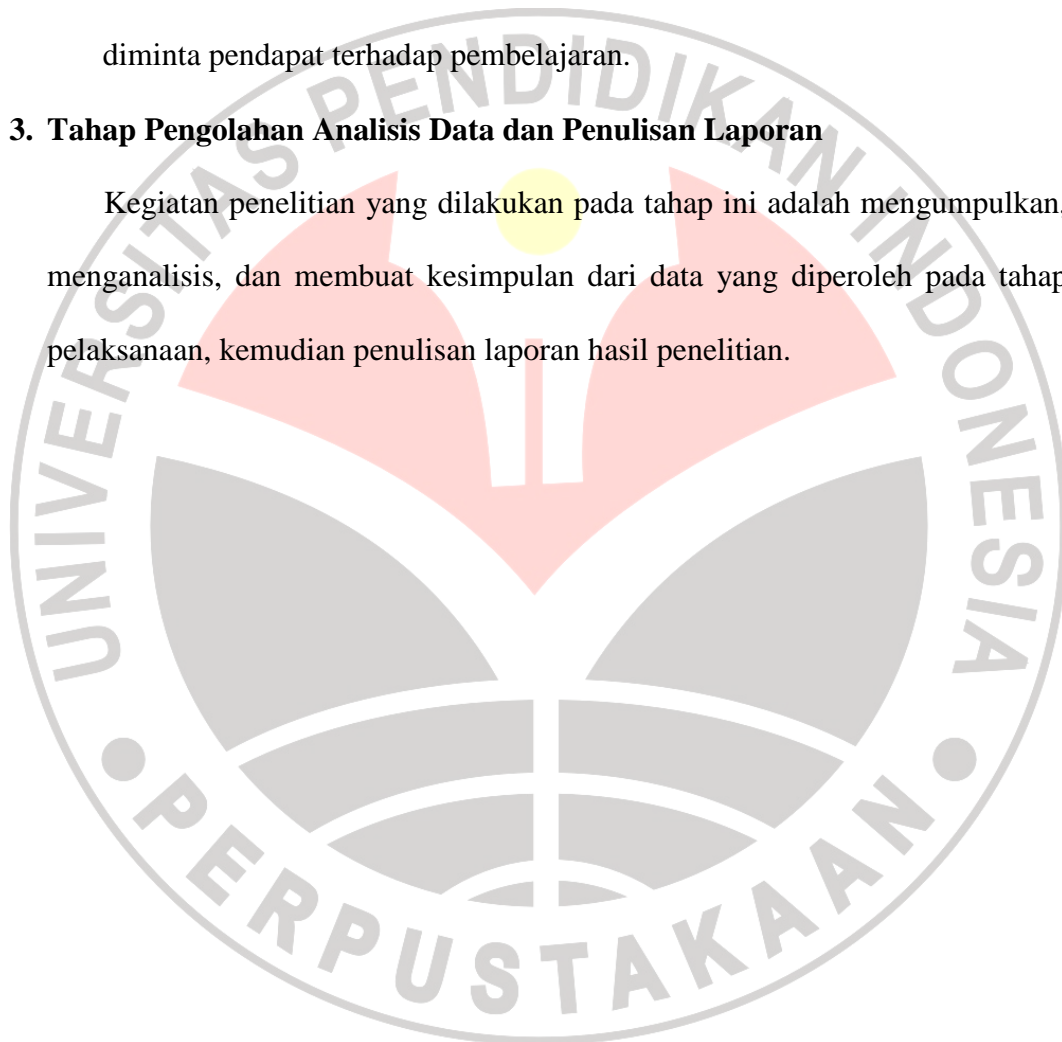 diminta pendapat terhadap pembelajaran.
3. Tahap Pengolahan Analisis Data dan Penulisan Laporan
Kegiatan penelitian yang dilakukan pada tahap ini adalah mengumpulkan,
menganalisis, dan membuat kesimpulan dari data yang diperoleh pada tahap
pelaksanaan, kemudian penulisan laporan hasil penelitian.
UNIVERSITAS PENDIDIKAN INDONESIA
PERPUSTAKAAN